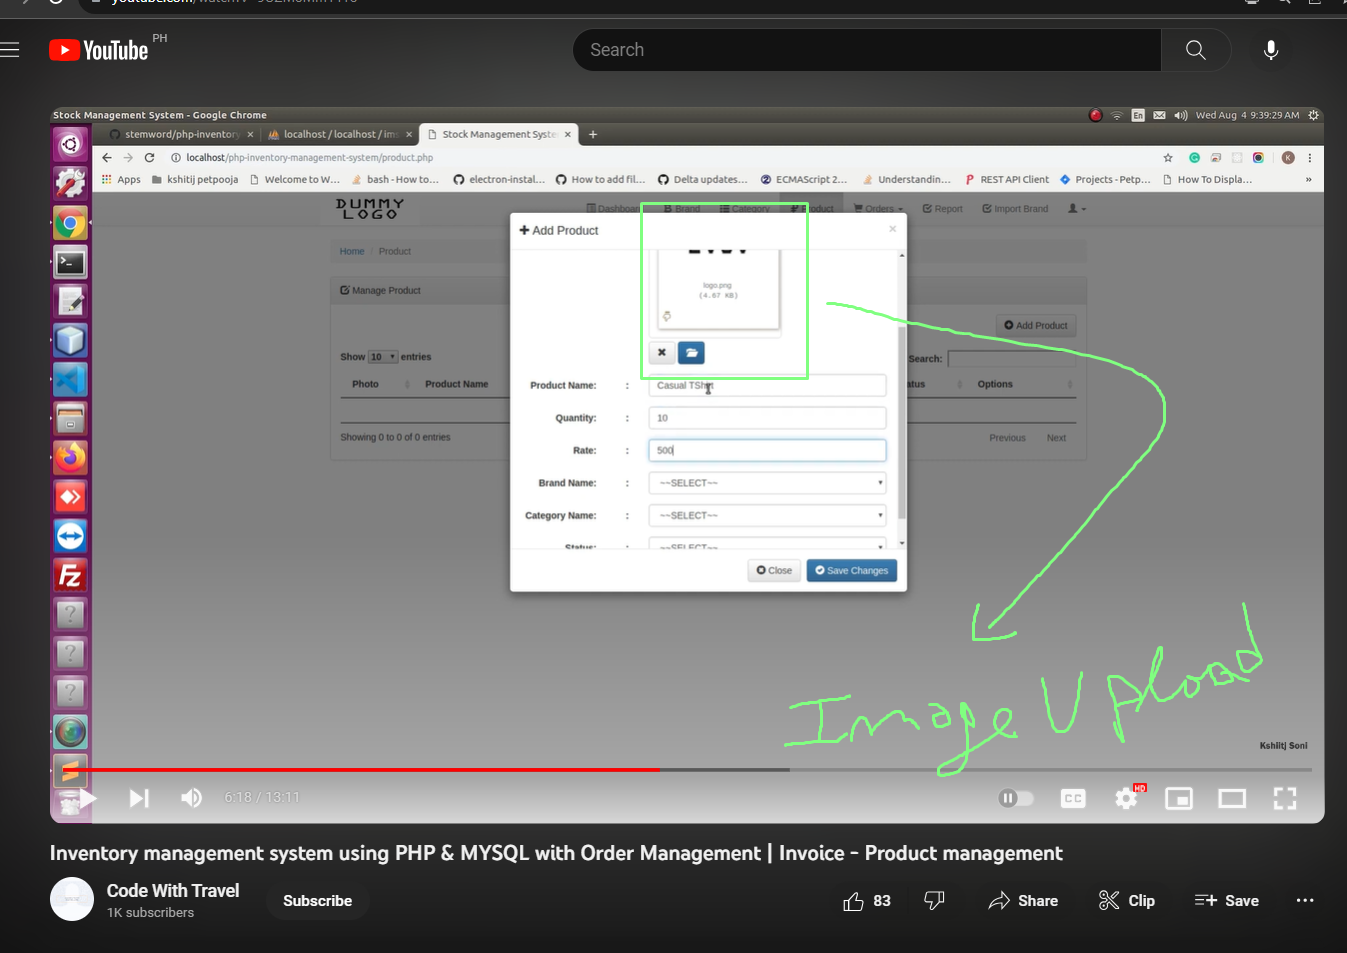 YouTube PH
Search
Stock Management System - Google Chrome
En
Wed Aug 4 9:39:29 AM
stemword/php-inventory ×
localhost / localhost / ims ×
Stock Management Syste ×
+
localhost/php-inventory-management-system/product.php
K
Apps
kshitij petpooja
Welcome to W...
bash - How to...
electron-instal...
How to add fil...
Delta updates...
ECMAScript 2...
Understandin...
REST API Client
Projects - Petp...
How To Displa...
»
DUMMY
LOGO
Dashboar
Brand
Category
Product
Orders
Report
Import Brand
Home / Product
Manage Product
Add Product
Show 10 entries
Search:
Photo
Product Name
atus
Options
Showing 0 to 0 of 0 entries
Previous
Next
+ Add Product
×
logo.png
(4.67 KB)
Product Name: : Casual TShirt
Quantity: : 10
Rate: : 500
Brand Name: : ~~SELECT~~
Category Name: : ~~SELECT~~
Status: : ~~SELECT~~
Close
Save Changes
Image Upload
Fz
?
?
?
Kshiitj Soni
6:18 / 13:11
CC
HD
Inventory management system using PHP & MYSQL with Order Management | Invoice - Product management
Code With Travel
1K subscribers
Subscribe
83
Share
Clip
Save
...